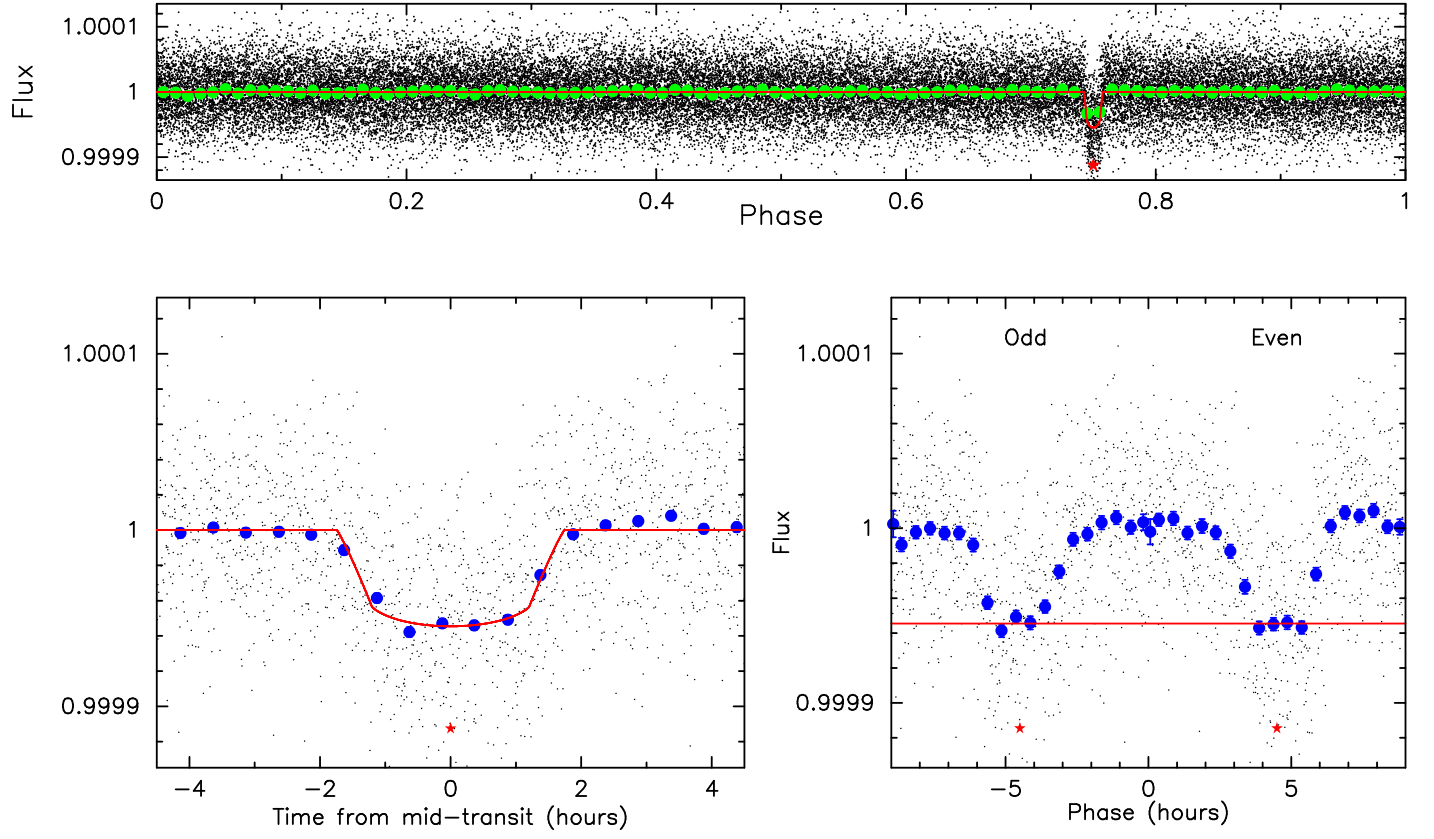 1.0001
1
0.9999
Flux
0 0.2 0.4 0.6 0.8 1
Phase
1.0001
1
0.9999
−4 −2 0 2 4
Time from mid−transit (hours)
Odd Even
1.0001
1
0.9999
Flux
−5 0 5
Phase (hours)